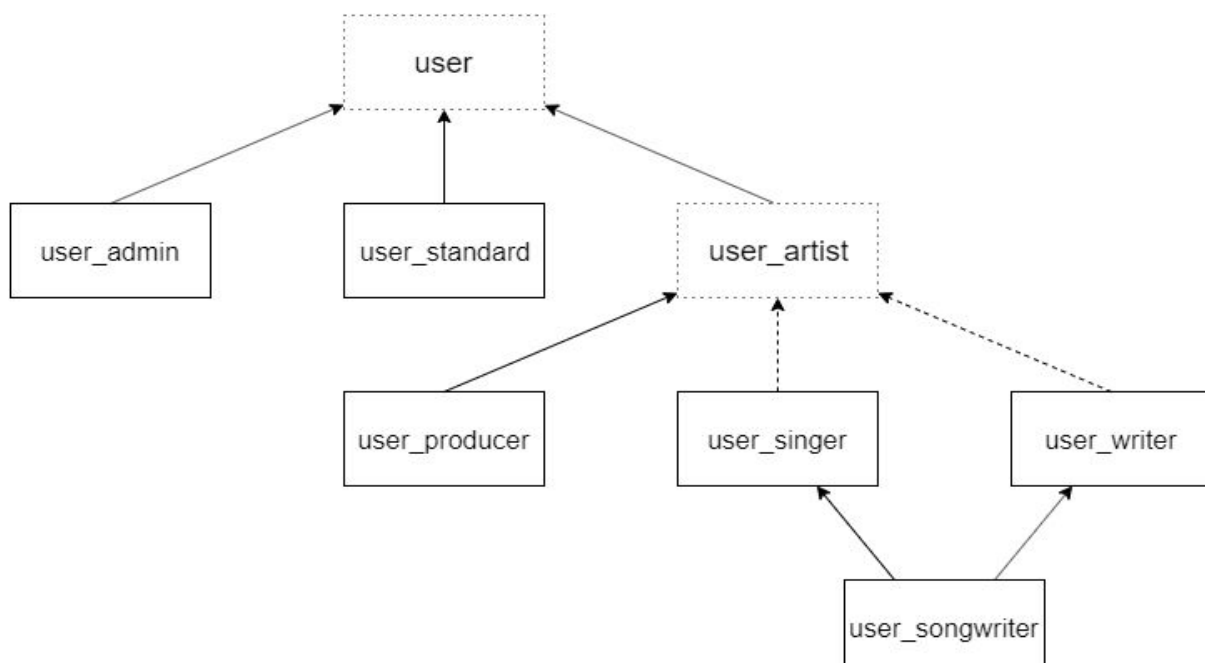 user
user_admin
user_standard
user_artist
user_producer
user_singer
user_writer
user_songwriter